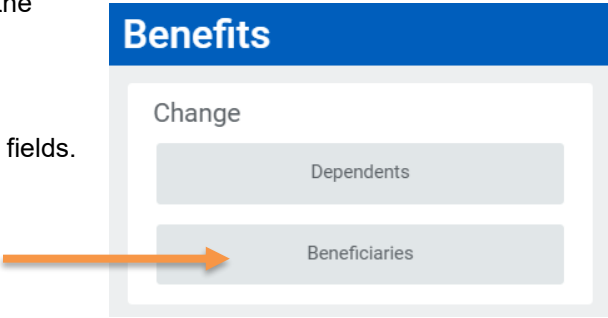 the
Benefits
Change
fields.
Dependents
Beneficiaries